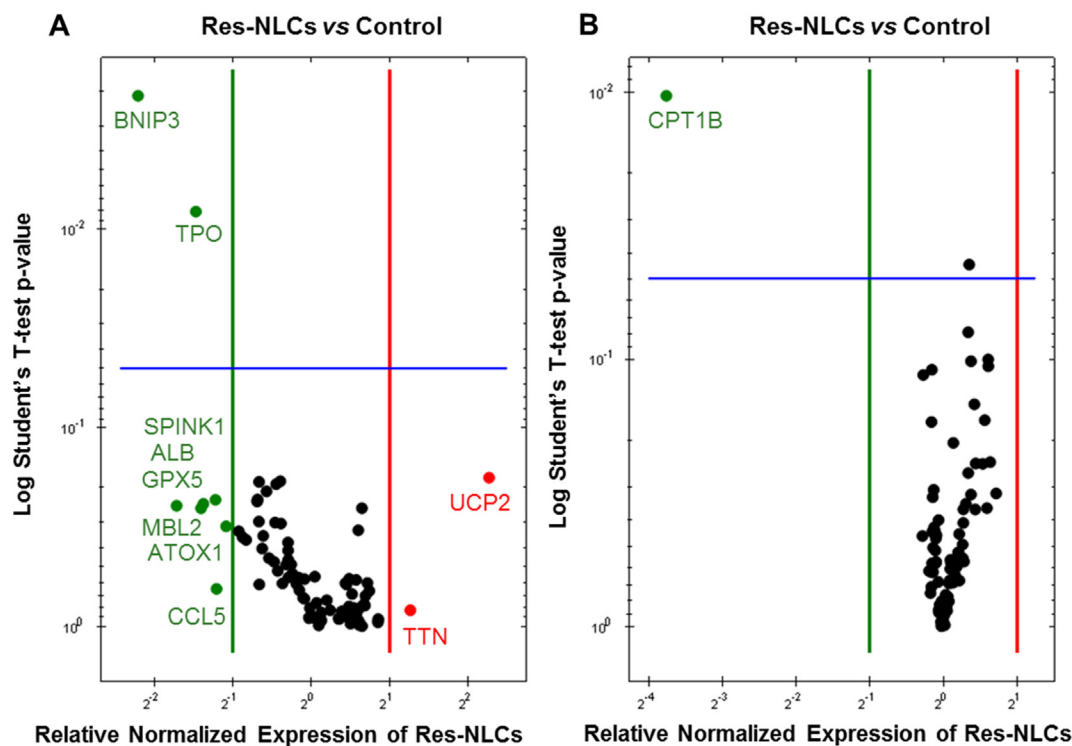 A
Res-NLCs vs Control
Log Student's T-test p-value
10-2
10-1
100
BNIP3
TPO
SPINK1
ALB
GPX5
MBL2
ATOX1
CCL5
UCP2
TTN
2-2
2-1
20
21
22
Relative Normalized Expression of Res-NLCs
B
Res-NLCs vs Control
Log Student's T-test p-value
10-2
10-1
100
CPT1B
2-4
2-3
2-2
2-1
20
21
Relative Normalized Expression of Res-NLCs